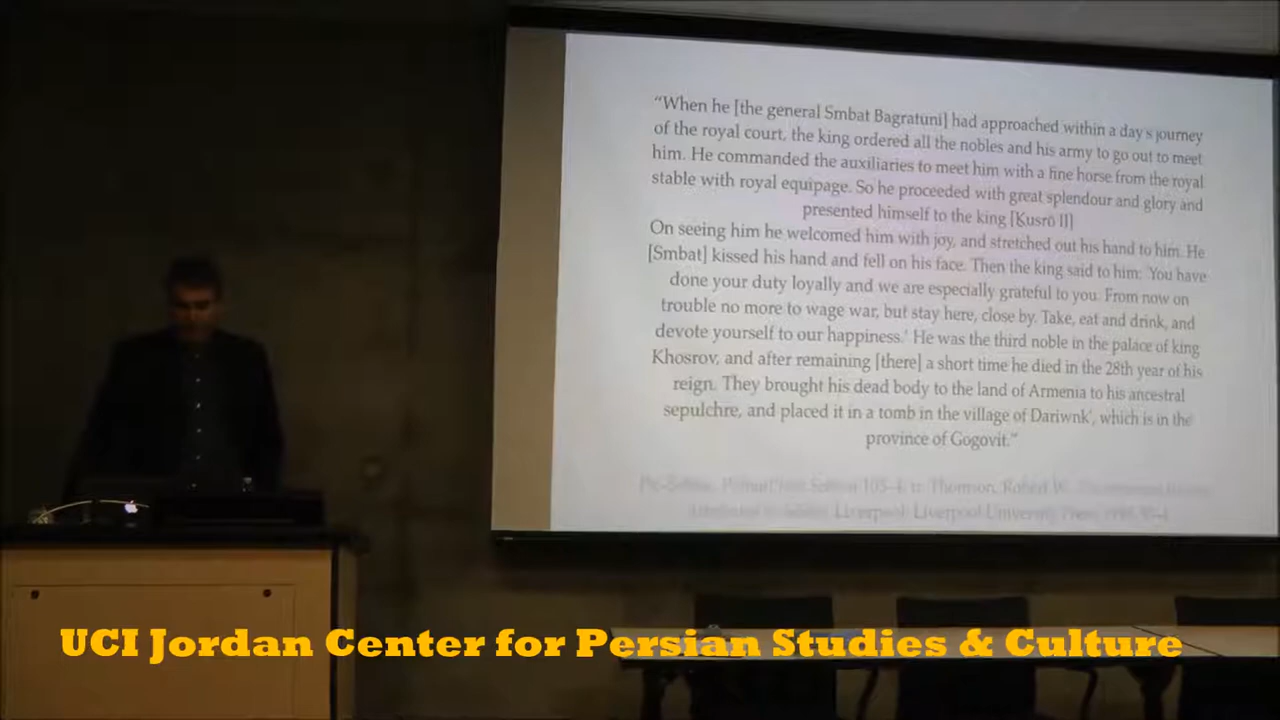 “When he [the general Smbat Bagratuni] had approached within a day's journey
of the royal court, the king ordered all the nobles and his army to go out to meet
him. He commanded the auxiliaries to meet him with a fine horse from the royal
stable with royal equipage. So he proceeded with great splendour and glory and
presented himself to the king [Kusrō II]
On seeing him he welcomed him with joy, and stretched out his hand to him. He
[Smbat] kissed his hand and fell on his face. Then the king said to him: ‘You have
done your duty loyally and we are especially grateful to you. From now on
trouble no more to wage war, but stay here, close by. Take, eat and drink, and
devote yourself to our happiness.’ He was the third noble in the palace of king
Khosrov, and after remaining [there] a short time he died in the 28th year of his
reign. They brought his dead body to the land of Armenia to his ancestral
sepulchre, and placed it in a tomb in the village of Dariwnk', which is in the
province of Gogovit.”
Thomson, Robert W.
Liverpool: Liverpool University Press
UCI Jordan Center for Persian Studies & Culture